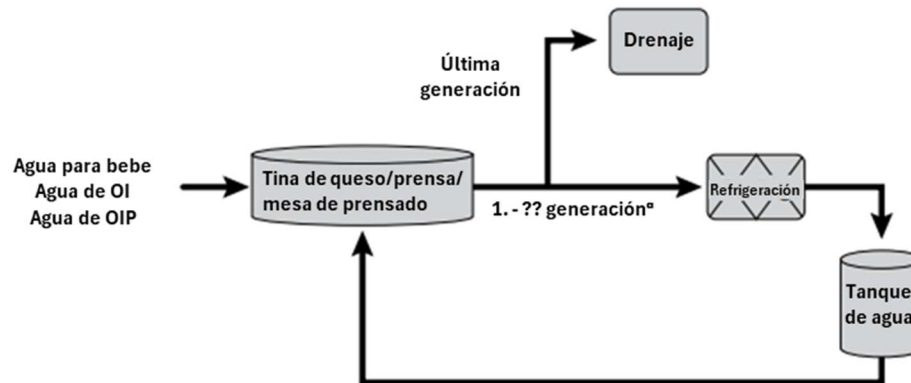 Drenaje
Última
generación
Agua para bebe
Agua de OI
Agua de OIP
Tina de queso/prensa/
mesa de prensado
1. - ?? generaciónª
Refrigeración
Tanque
de agua